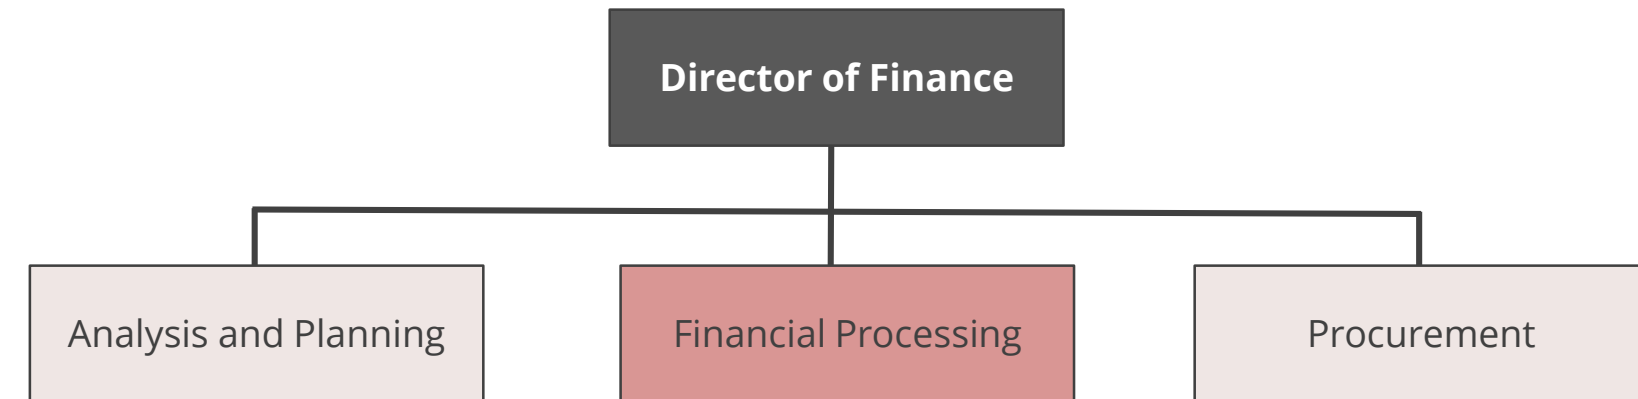 Director of Finance
Analysis and Planning
Financial Processing
Procurement